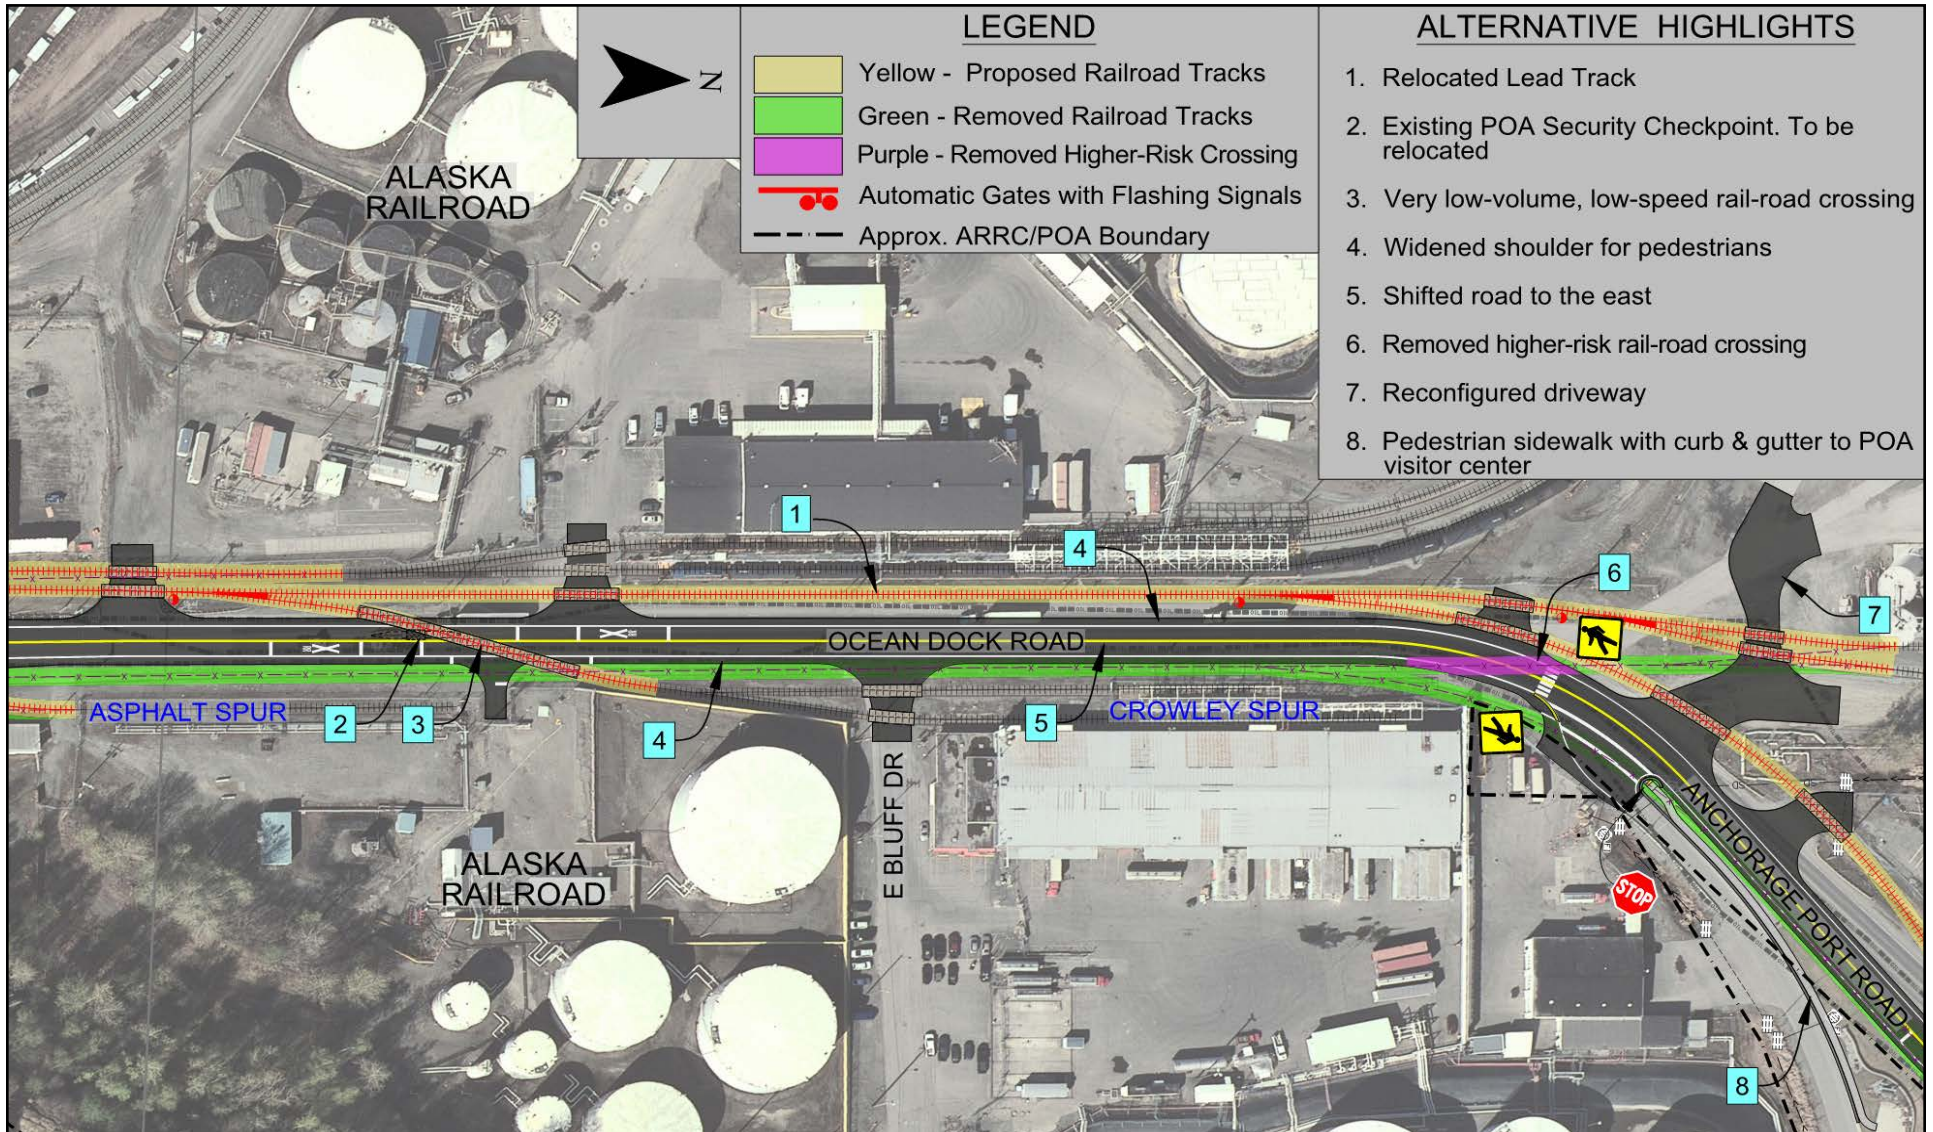 LEGEND
Yellow - Proposed Railroad Tracks
Green - Removed Railroad Tracks
Purple - Removed Higher-Risk Crossing
Automatic Gates with Flashing Signals
Approx. ARRC/POA Boundary
N
ALTERNATIVE HIGHLIGHTS
1. Relocated Lead Track
2. Existing POA Security Checkpoint. To be
relocated
3. Very low-volume, low-speed rail-road crossing
4. Widened shoulder for pedestrians
5. Shifted road to the east
6. Removed higher-risk rail-road crossing
7. Reconfigured driveway
8. Pedestrian sidewalk with curb & gutter to POA
visitor center
ALASKA
RAILROAD
1
4
6
7
OCEAN DOCK ROAD
ASPHALT SPUR
2
3
4
5
CROWLEY SPUR
E BLUFF DR
ANCHORAGE PORT ROAD
ALASKA
RAILROAD
STOP
8